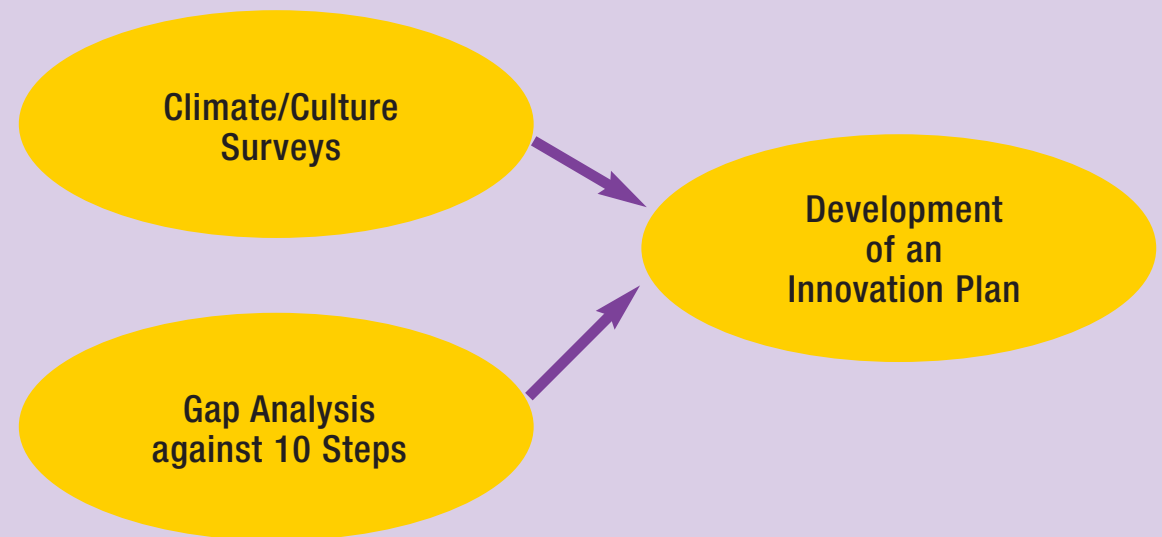 Climate/Culture
Surveys
Development
of an
Innovation Plan
Gap Analysis
against 10 Steps